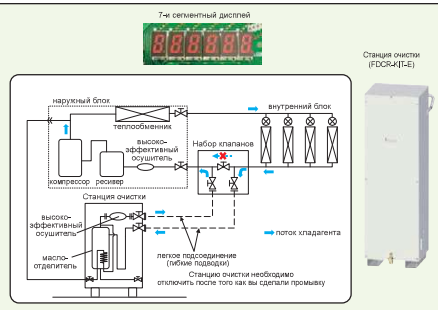 7-и сегментный дисплей
Станция очистки
(FDCR-KIT-E)
наружный блок
внутренний блок
теплообменник
высоко-
эффективный
осушитель
Набор клапанов
компрессор
ресивер
Станция очистки
высоко-
эффективный
осушитель
масло-
отделитель
легкое подсоединение
(гибкие подводки)
поток хладагента
Станцию очистки необходимо
отключить после того как вы сделали промывку